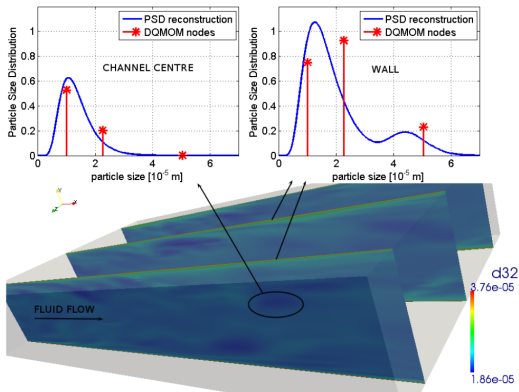 PSD reconstruction
DQMOM nodes
CHANNEL CENTRE
Particle Size Distribution
1
0.8
0.6
0.4
0.2
0
0 2 4 6
particle size [10^-5 m]
PSD reconstruction
DQMOM nodes
WALL
Particle Size Distribution
1
0.8
0.6
0.4
0.2
0
0 2 4 6
particle size [10^-5 m]
Y
Z
X
FLUID FLOW
d32
3.76e-05
1.86e-05